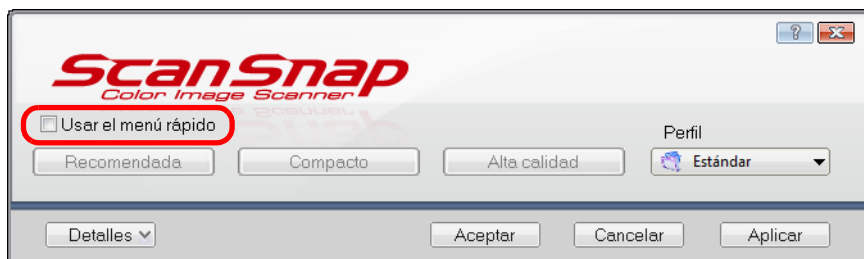 ?
ScanSnap
Color Image Scanner
Usar el menú rápido
Perfil
Recomendada Compacto Alta calidad Estándar
Detalles Aceptar Cancelar Aplicar